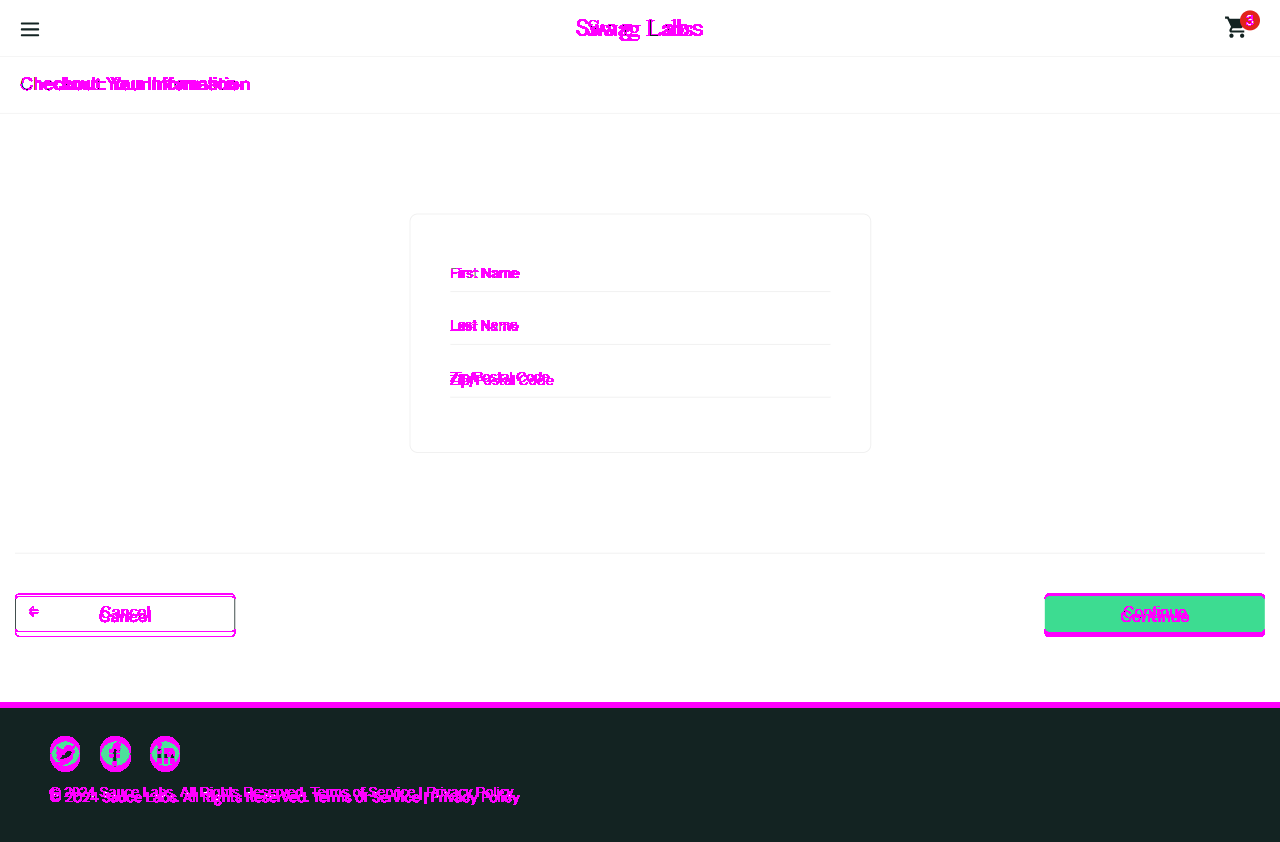 Swag Labs
3
Checkout: Your Information
First Name
Last Name
Zip/Postal Code
Cancel
Continue
© 2024 Sauce Labs. All Rights Reserved. Terms of Service | Privacy Policy